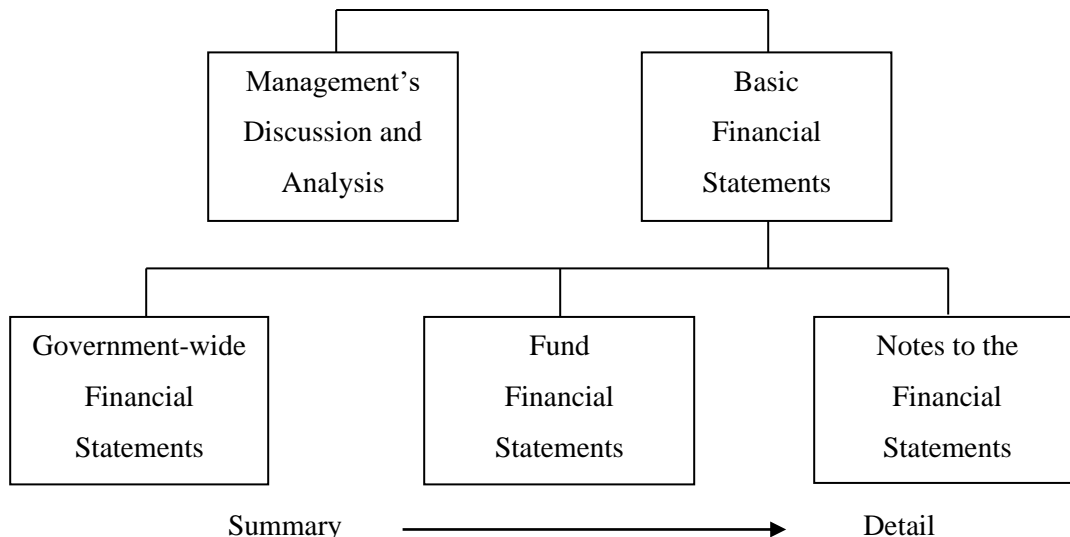 Management’s
Discussion and
Analysis
Basic
Financial
Statements
Government-wide
Financial
Statements
Fund
Financial
Statements
Notes to the
Financial
Statements
Summary
Detail